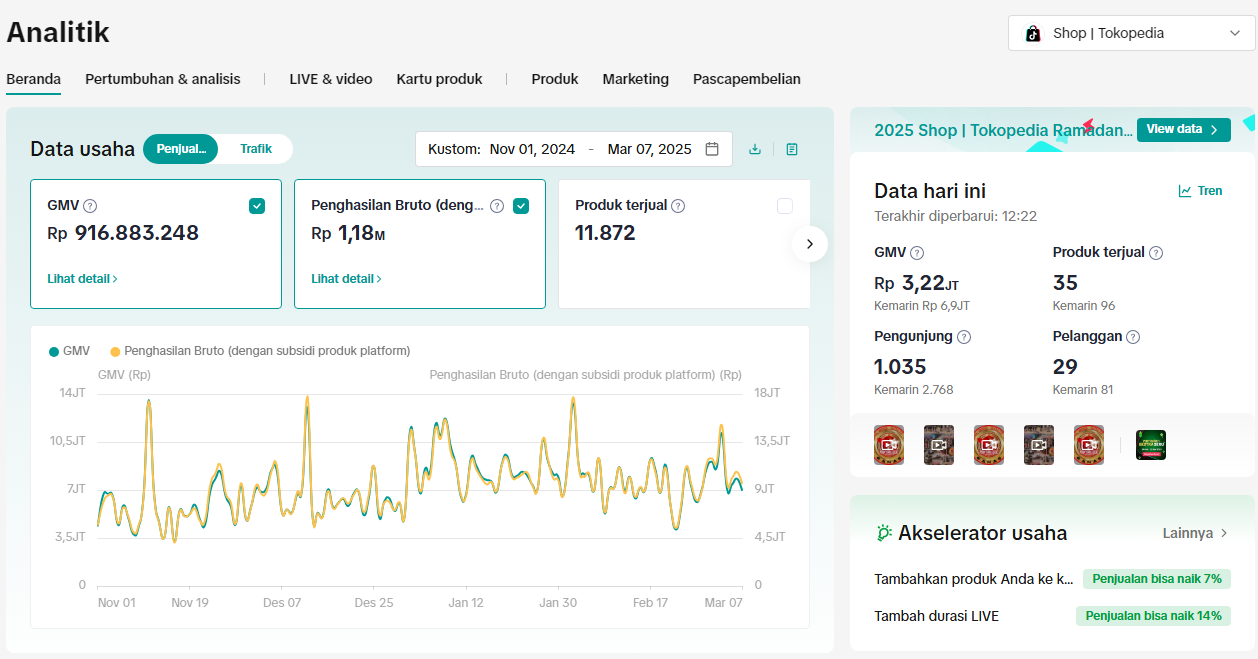 Analitik
Shop | Tokopedia
Beranda Pertumbuhan & analisis LIVE & video Kartu produk Produk Marketing Pascapembelian
Data usaha Penjual... Trafik Kustom: Nov 01, 2024 - Mar 07, 2025
GMV
Rp 916.883.248
Lihat detail
Penghasilan Bruto (deng...
Rp 1,18M
Lihat detail
Produk terjual
11.872
GMV Penghasilan Bruto (dengan subsidi produk platform)
GMV (Rp) Penghasilan Bruto (dengan subsidi produk platform) (Rp)
14JT 18JT
10,5JT 13,5JT
7JT 9JT
3,5JT 4,5JT
0 0
Nov 01 Nov 19 Des 07 Des 25 Jan 12 Jan 30 Feb 17 Mar 07
2025 Shop | Tokopedia Ramadan... View data
Data hari ini Tren
Terakhir diperbarui: 12:22
GMV Produk terjual
Rp 3,22JT 35
Kemarin Rp 6,9JT Kemarin 96
Pengunjung Pelanggan
1.035 29
Kemarin 2.768 Kemarin 81
Akselerator usaha Lainnya
Tambahkan produk Anda ke k... Penjualan bisa naik 7%
Tambah durasi LIVE Penjualan bisa naik 14%